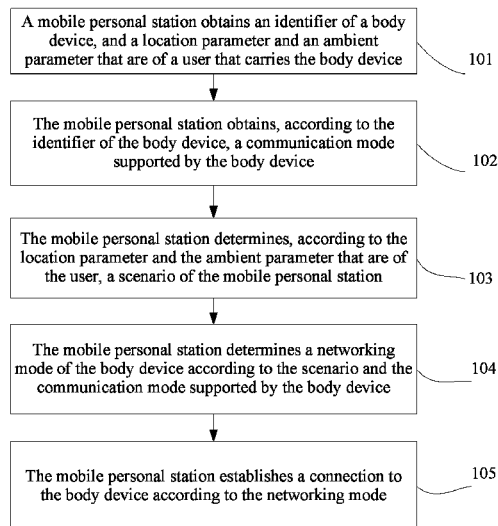 A mobile personal station obtains an identifier of a body
device, and a location parameter and an ambient
parameter that are of a user that carries the body device
101
The mobile personal station obtains, according to the
identifier of the body device, a communication mode
supported by the body device
102
The mobile personal station determines, according to the
location parameter and the ambient parameter that are of
the user, a scenario of the mobile personal station
103
The mobile personal station determines a networking
mode of the body device according to the scenario and the
communication mode supported by the body device
104
The mobile personal station establishes a connection to
the body device according to the networking mode
105